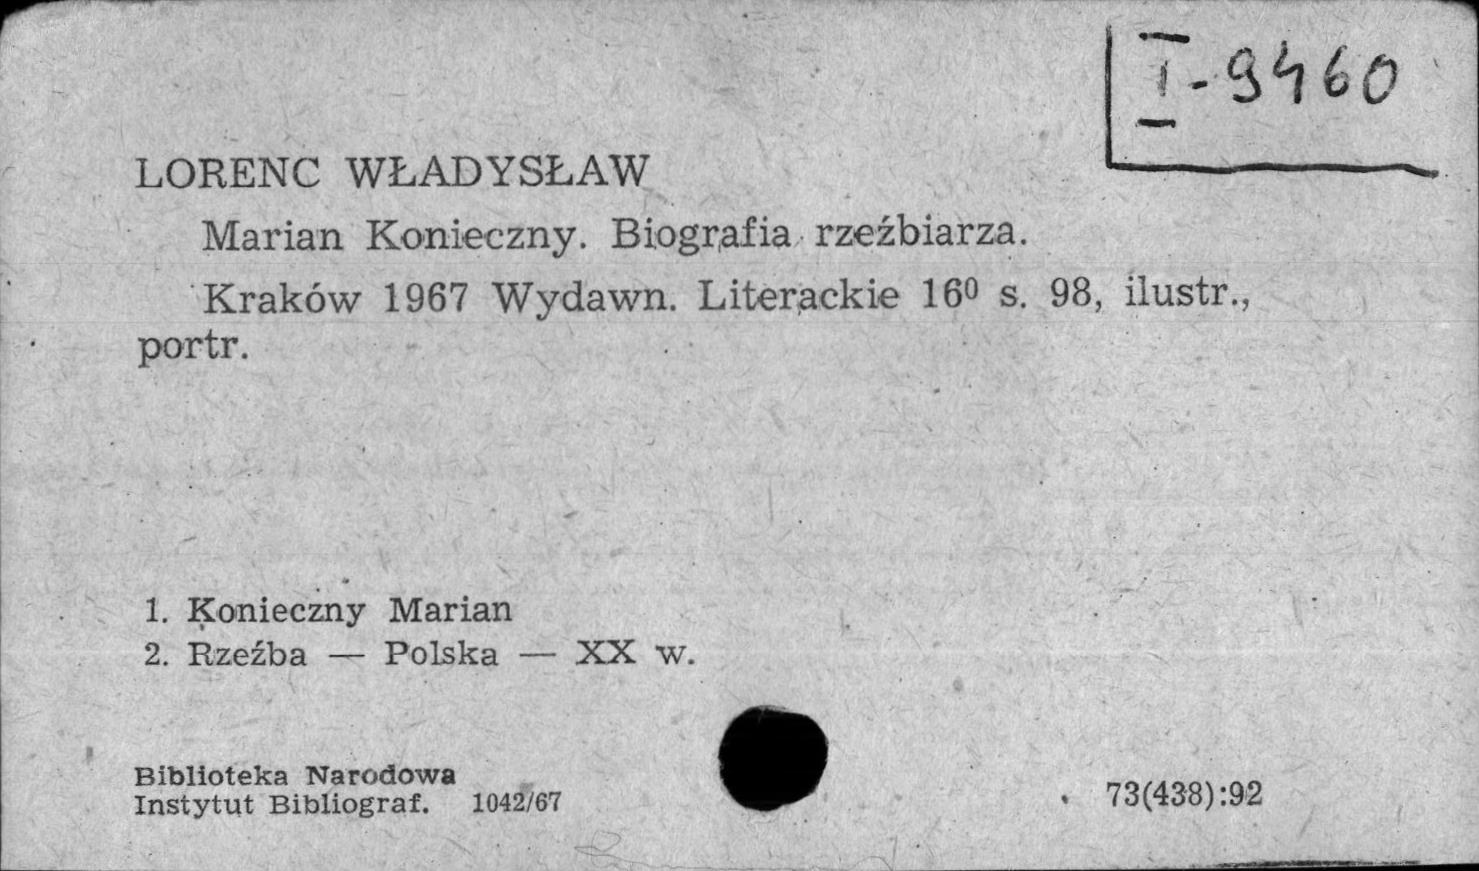 I-9460
LORENC WŁADYSŁAW
Marian Konieczny. Biografia rzeźbiarza.
Kraków 1967 Wydawn. Literackie 16⁰ s. 98, ilustr.,
portr.
1. Konieczny Marian
2. Rzeźba — Polska — XX w.
Biblioteka Narodowa
Instytut Bibliograf. 1042/67
73(438):92